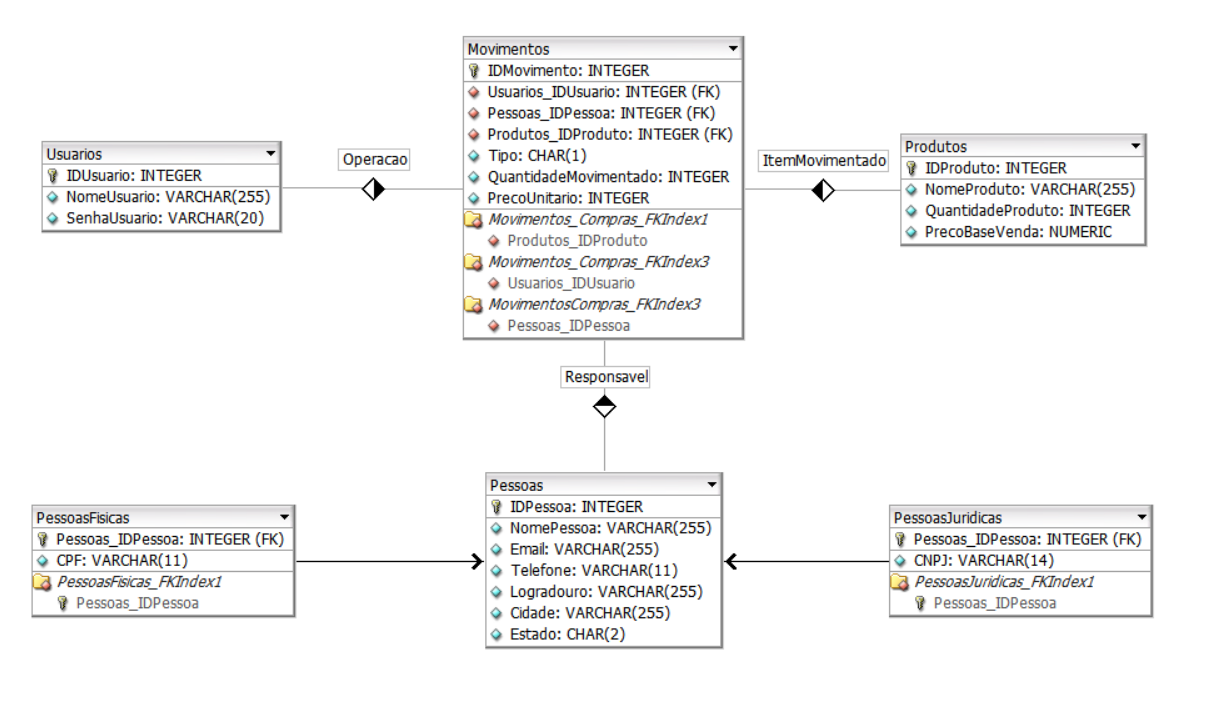 Movimentos
IDMovimento: INTEGER
Usuarios_IDUsuario: INTEGER (FK)
Pessoas_IDPessoa: INTEGER (FK)
Produtos_IDProduto: INTEGER (FK)
Tipo: CHAR(1)
QuantidadeMovimentado: INTEGER
PrecoUnitario: INTEGER
Movimentos_Compras_FKIndex1
Produtos_IDProduto
Movimentos_Compras_FKIndex3
Usuarios_IDUsuario
MovimentosCompras_FKIndex3
Pessoas_IDPessoa
Usuarios
IDUsuario: INTEGER
NomeUsuario: VARCHAR(255)
SenhaUsuario: VARCHAR(20)
Operacao
ItemMovimentado
Produtos
IDProduto: INTEGER
NomeProduto: VARCHAR(255)
QuantidadeProduto: INTEGER
PrecoBaseVenda: NUMERIC
Responsavel
Pessoas
IDPessoa: INTEGER
NomePessoa: VARCHAR(255)
Email: VARCHAR(255)
Telefone: VARCHAR(11)
Logradouro: VARCHAR(255)
Cidade: VARCHAR(255)
Estado: CHAR(2)
PessoasFisicas
Pessoas_IDPessoa: INTEGER (FK)
CPF: VARCHAR(11)
PessoasFisicas_FKIndex1
Pessoas_IDPessoa
PessoasJuridicas
Pessoas_IDPessoa: INTEGER (FK)
CNPJ: VARCHAR(14)
PessoasJuridicas_FKIndex1
Pessoas_IDPessoa